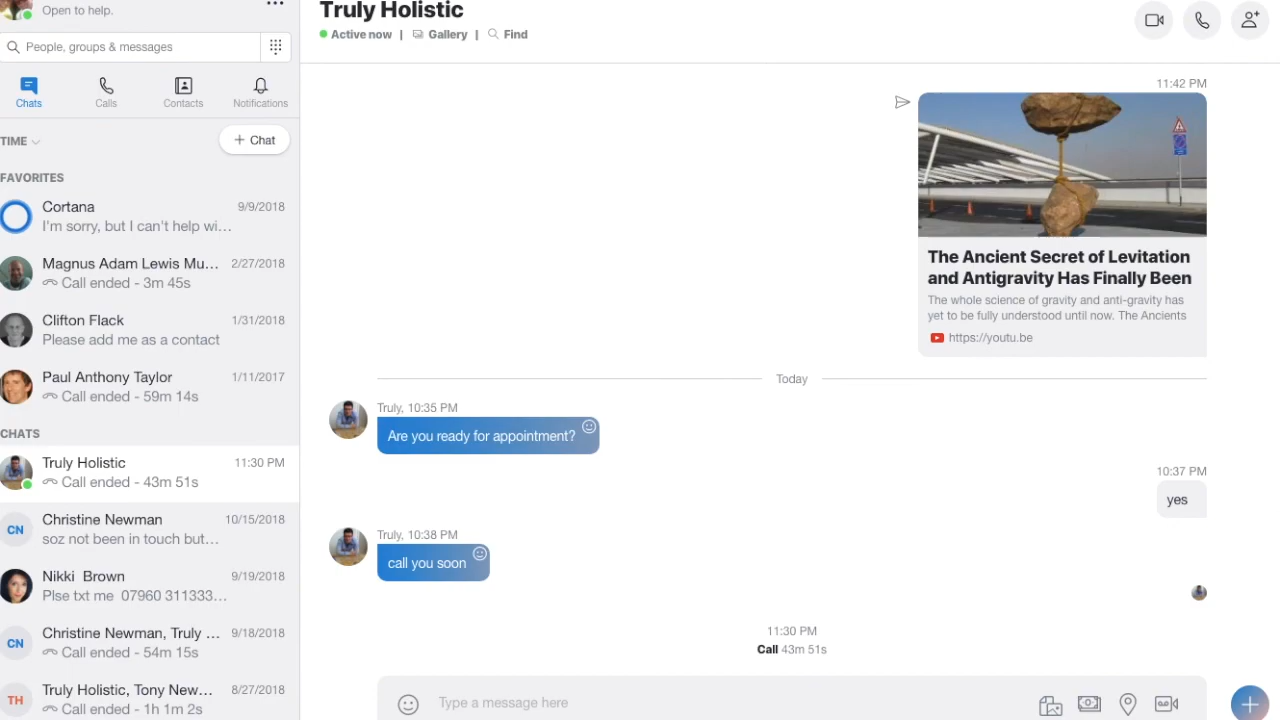 Open to help.
People, groups & messages
Chats
Calls
Contacts
Notifications
TIME
+ Chat
FAVORITES
Cortana 9/9/2018
I'm sorry, but I can't help wi...
Magnus Adam Lewis Mu... 2/27/2018
Call ended - 3m 45s
Clifton Flack 1/31/2018
Please add me as a contact
Paul Anthony Taylor 1/11/2017
Call ended - 59m 14s
CHATS
Truly Holistic 11:30 PM
Call ended - 43m 51s
CN
Christine Newman 10/15/2018
soz not been in touch but...
Nikki Brown 9/19/2018
Plse txt me 07960 311333...
CN
Christine Newman, Truly ... 9/18/2018
Call ended - 54m 15s
TH
Truly Holistic, Tony New... 8/27/2018
Call ended - 1h 1m 2s
Truly Holistic
Active now | Gallery | Find
11:42 PM
The Ancient Secret of Levitation
and Antigravity Has Finally Been
The whole science of gravity and anti-gravity has
yet to be fully understood until now. The Ancients
https://youtu.be
Today
Truly, 10:35 PM
Are you ready for appointment?
10:37 PM
yes
Truly, 10:38 PM
call you soon
11:30 PM
Call 43m 51s
Type a message here